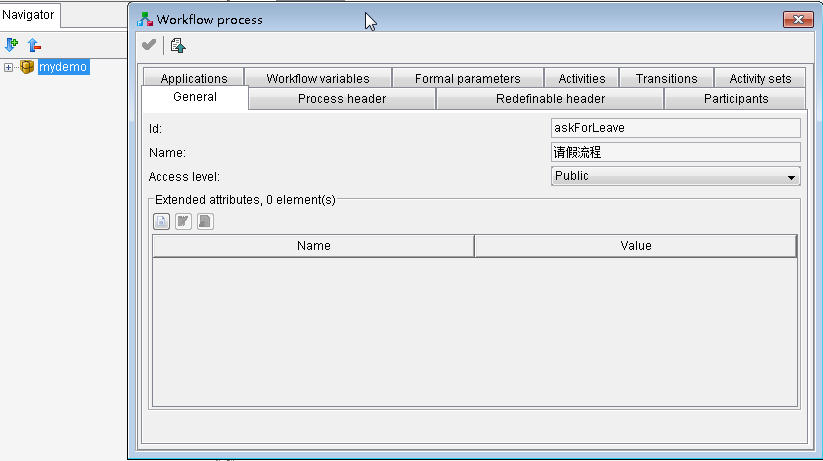 Navigator
mydemo
Workflow process
Applications Workflow variables Formal parameters Activities Transitions Activity sets
General Process header Redefinable header Participants
Id: askForLeave
Name: 请假流程
Access level: Public
Extended attributes, 0 element(s)
Name Value